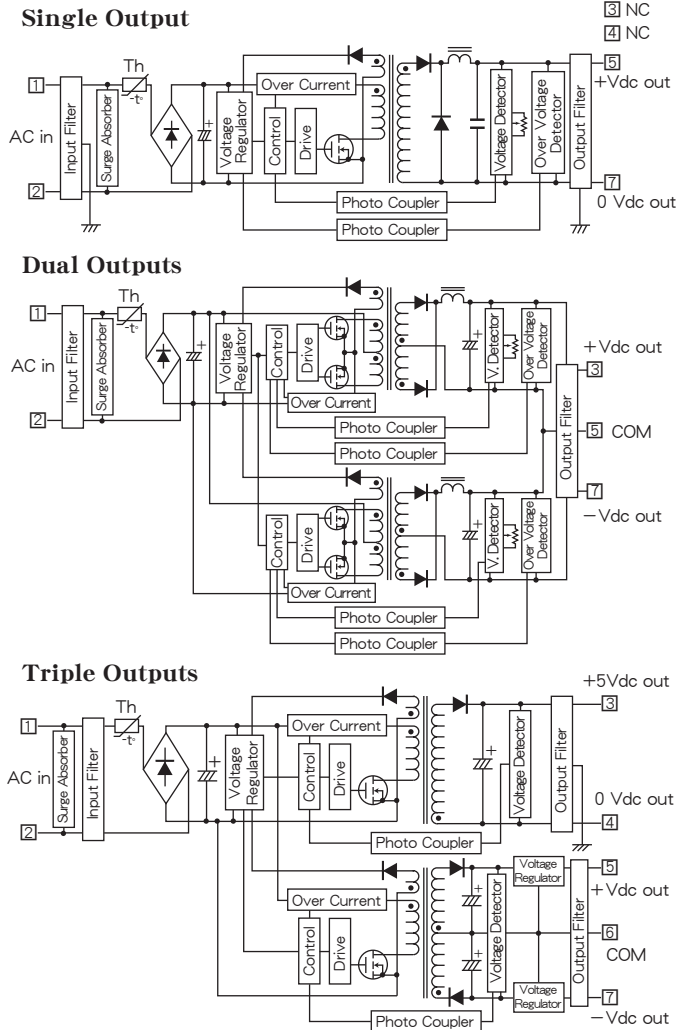 Single Output
3 NC
4 NC
1
Th
-t°
5
+Vdc out
AC in
Input Filter
Surge Absorber
+
Voltage Regulator
Over Current
Control
Drive
Voltage Detector
Over Voltage Detector
Output Filter
2
7
0 Vdc out
Photo Coupler
Photo Coupler
Dual Outputs
1
Th
-t°
AC in
Input Filter
Surge Absorber
+
Voltage Regulator
Control
Drive
Over Current
+
V. Detector
Over Voltage Detector
+Vdc out
3
2
Photo Coupler
Photo Coupler
Output Filter
5 COM
7
−Vdc out
Control
Drive
Over Current
+
V. Detector
Over Voltage Detector
Photo Coupler
Photo Coupler
Triple Outputs
+5Vdc out
3
1
Th
-t°
AC in
Surge Absorber
Input Filter
+
Voltage Regulator
Over Current
Control
Drive
+
Voltage Detector
Output Filter
0 Vdc out
2
4
Photo Coupler
Over Current
Control
Drive
+
+
Voltage Detector
Voltage Regulator
5
+Vdc out
Output Filter
6
COM
Voltage Regulator
7
−Vdc out
Photo Coupler